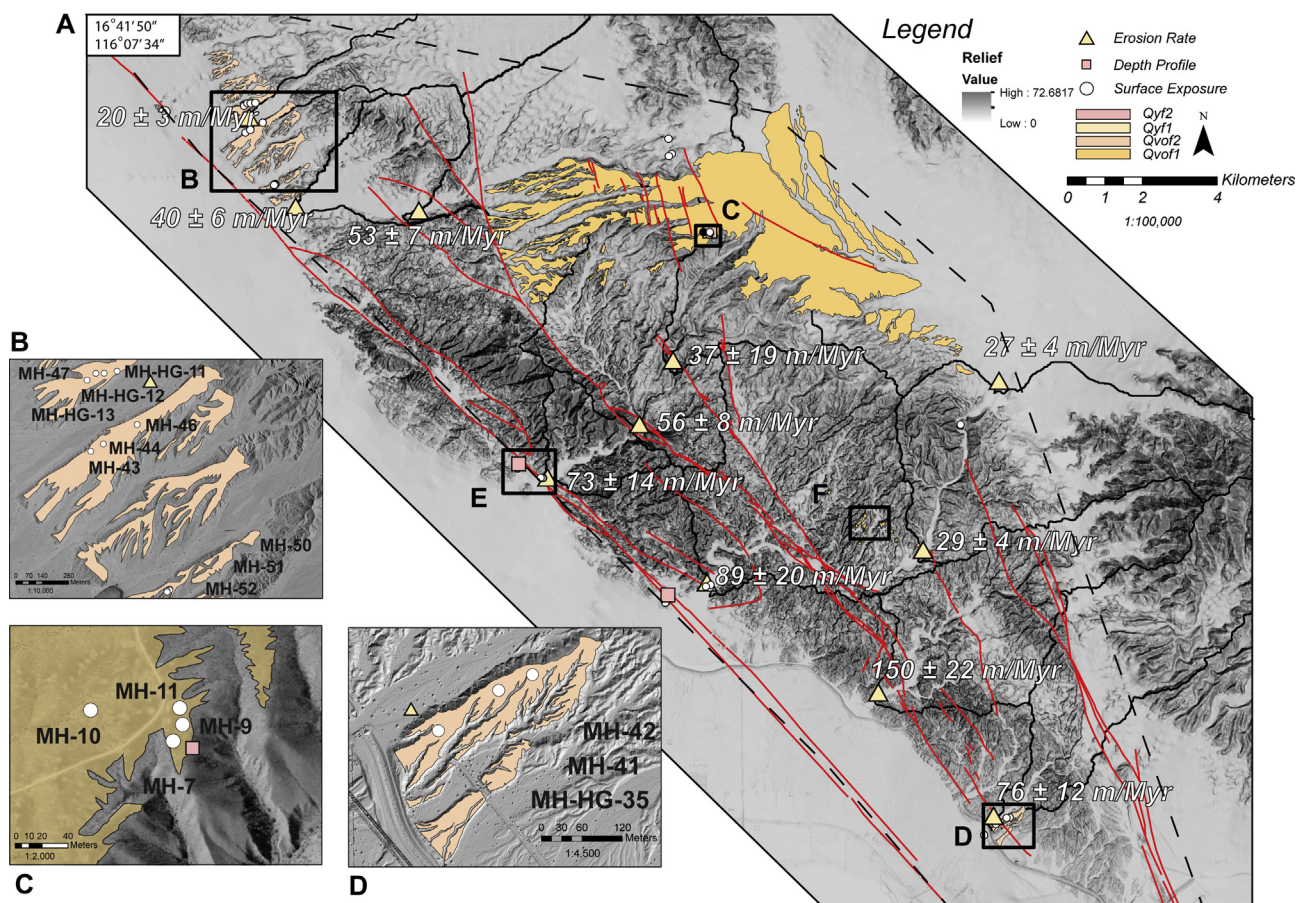 A
16°41'50"
116°07'34"
Legend
Relief
Value
High : 72.6817
Low : 0
Erosion Rate
Depth Profile
Surface Exposure
Qyf2
Qyf1
Qvof2
Qvof1
N
0 2 4 Kilometers
1:100,000
20 ± 3 m/Myr
B
40 ± 6 m/Myr
53 ± 7 m/Myr
C
37 ± 19 m/Myr
27 ± 4 m/Myr
56 ± 8 m/Myr
73 ± 14 m/Myr
E
F
29 ± 4 m/Myr
89 ± 20 m/Myr
150 ± 22 m/Myr
76 ± 12 m/Myr
D
B
MH-47
MH-HG-11
MH-HG-12
MH-HG-13
MH-46
MH-44
MH-43
MH-50
MH-51
MH-52
0 70 140 280
Meters
1:10,000
MH-11
MH-10
MH-9
MH-7
0 10 20 40
Meters
1:2,000
C
MH-42
MH-41
MH-HG-35
0 30 60 120
Meters
1:4,500
D